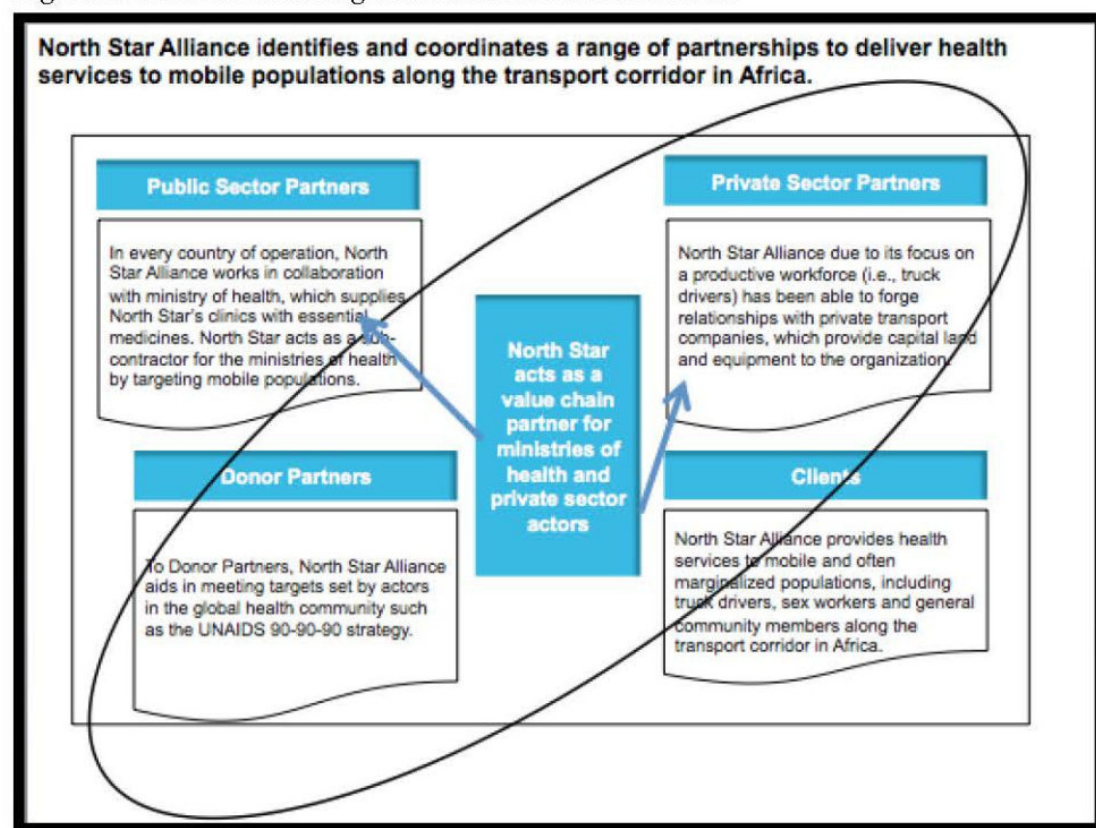 North Star Alliance identifies and coordinates a range of partnerships to deliver health
services to mobile populations along the transport corridor in Africa.
Public Sector Partners
In every country of operation, North
Star Alliance works in collaboration
with ministry of health, which supplies
North Star's clinics with essential
medicines. North Star acts as a sub-
contractor for the ministries of health
by targeting mobile populations.
Private Sector Partners
North Star Alliance due to its focus on
a productive workforce (i.e., truck
drivers) has been able to forge
relationships with private transport
companies, which provide capital land
and equipment to the organization.
North Star
acts as a
value chain
partner for
ministries of
health and
private sector
actors
Donor Partners
To Donor Partners, North Star Alliance
aids in meeting targets set by actors
in the global health community such
as the UNAIDS 90-90-90 strategy.
Clients
North Star Alliance provides health
services to mobile and often
marginalized populations, including
truck drivers, sex workers and general
community members along the
transport corridor in Africa.